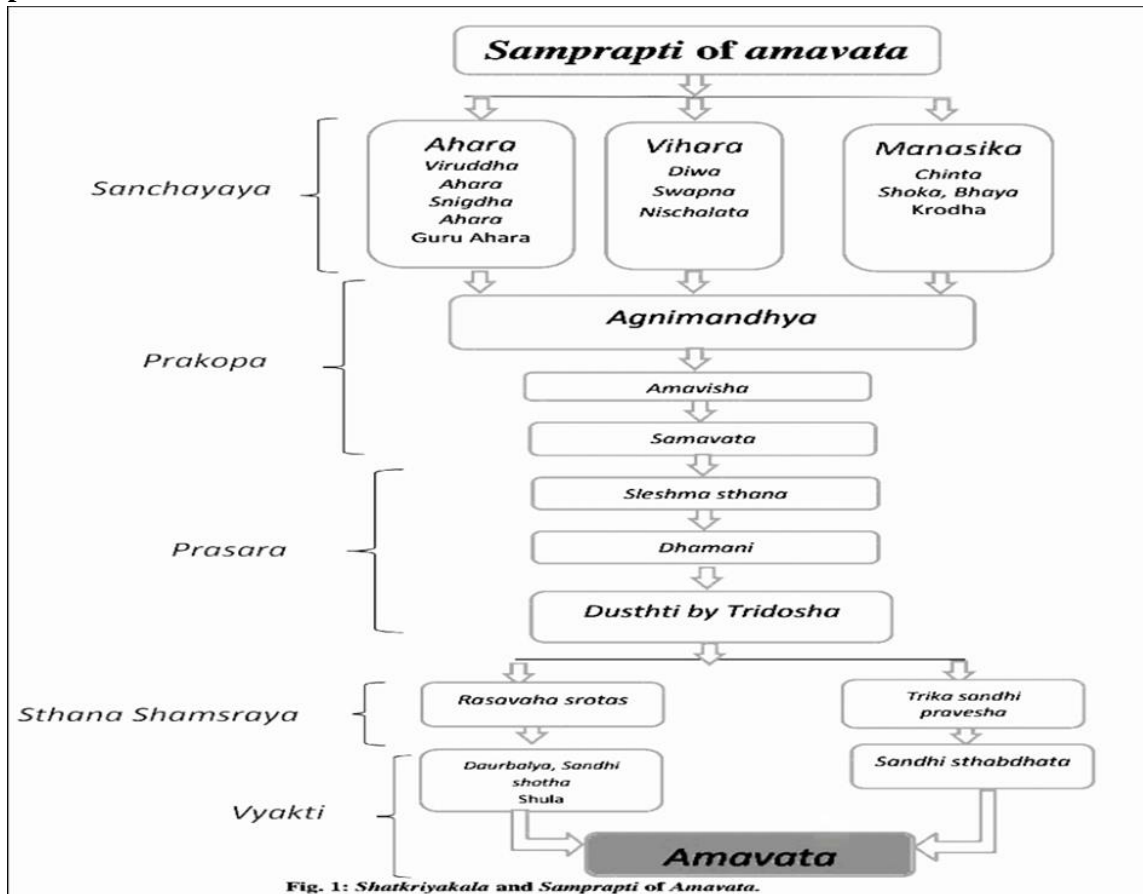 Samprapti of amavata
Sanchayaya
Ahara
Viruddha
Ahara
Snigdha
Ahara
Guru Ahara
Vihara
Diwa
Swapna
Nischalata
Manasika
Chinta
Shoka, Bhaya
Krodha
Prakopa
Agnimandhya
Amavisha
Samavata
Prasara
Sleshma sthana
Dhamani
Dusthti by Tridosha
Sthana Shamsraya
Rasavaha srotas
Trika sandhi
pravesha
Vyakti
Daurbalya, Sandhi
shotha
Shula
Sandhi sthabdhata
Amavata
Fig. 1: Shatkriyakala and Samprapti of Amavata.